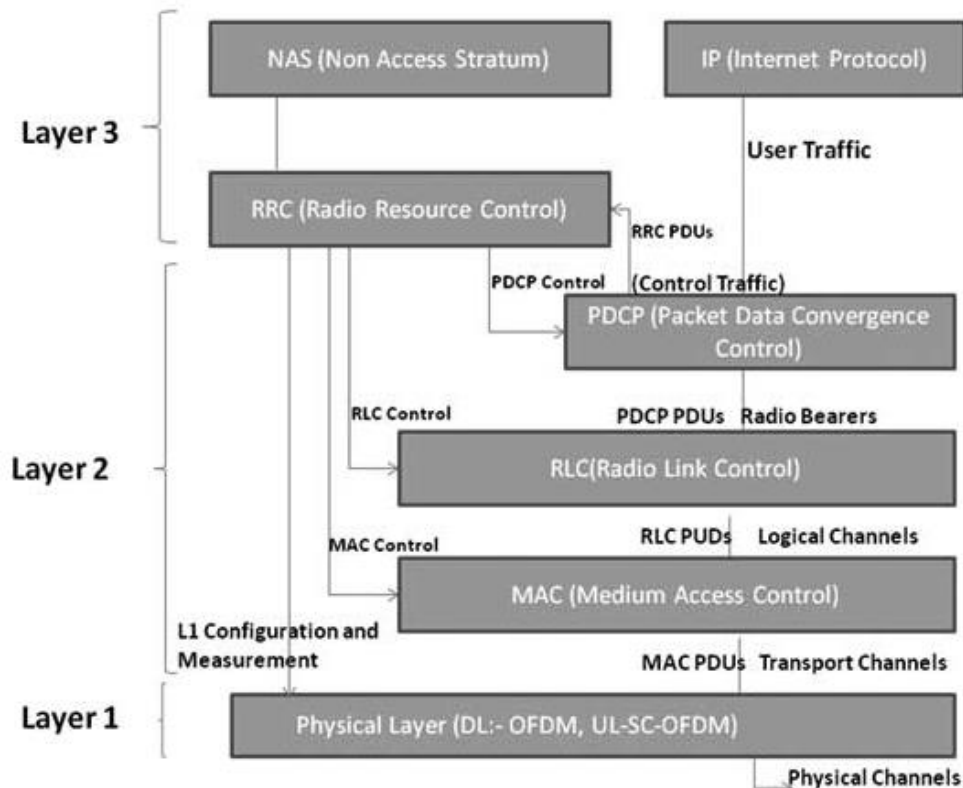 NAS (Non Access Stratum)
IP (Internet Protocol)
Layer 3
User Traffic
RRC (Radio Resource Control)
RRC PDUs
PDCP Control
(Control Traffic)
PDCP (Packet Data Convergence
Control)
RLC Control
PDCP PDUs Radio Bearers
Layer 2
RLC(Radio Link Control)
RLC PUDs Logical Channels
MAC Control
MAC (Medium Access Control)
L1 Configuration and
Measurement
MAC PDUs Transport Channels
Layer 1
Physical Layer (DL:- OFDM, UL-SC-OFDM)
Physical Channels